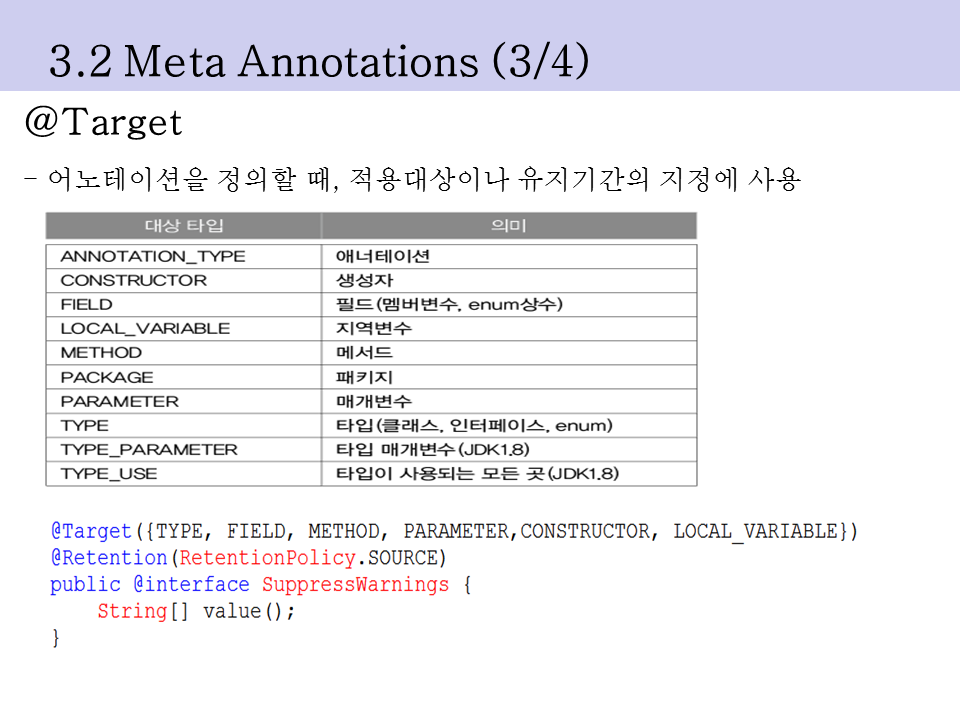 3.2 Meta Annotations (3/4)
@Target
- 어노테이션을 정의할 때, 적용대상이나 유지기간의 지정에 사용
대상 타입 의미
ANNOTATION_TYPE 애너테이션
CONSTRUCTOR 생성자
FIELD 필드(멤버변수, enum상수)
LOCAL_VARIABLE 지역변수
METHOD 메서드
PACKAGE 패키지
PARAMETER 매개변수
TYPE 타입(클래스, 인터페이스, enum)
TYPE_PARAMETER 타입 매개변수(JDK1.8)
TYPE_USE 타입이 사용되는 모든 곳(JDK1.8)
@Target({TYPE, FIELD, METHOD, PARAMETER,CONSTRUCTOR, LOCAL_VARIABLE})
@Retention(RetentionPolicy.SOURCE)
public @interface SuppressWarnings {
    String[] value();
}